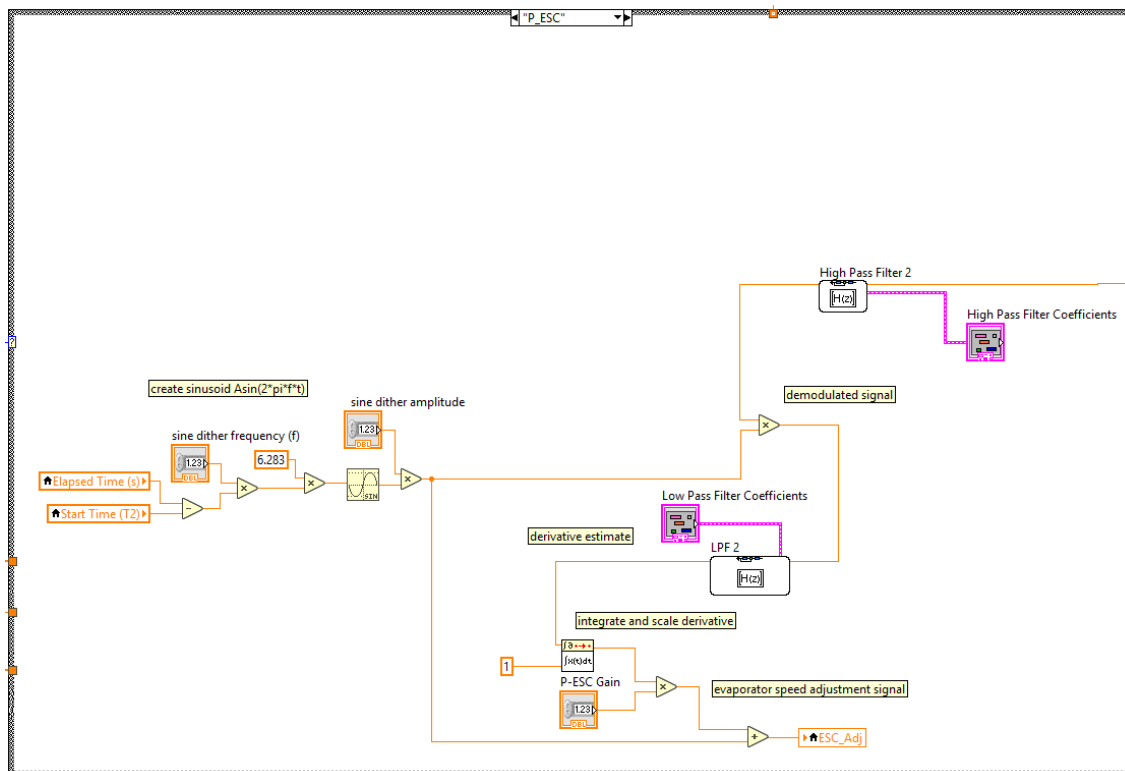 "P_ESC"
High Pass Filter 2
[H(z)]
High Pass Filter Coefficients
create sinusoid Asin(2*pi*f*t)
sine dither amplitude
1.23
DBL
demodulated signal
sine dither frequency (f)
1.23
DBL
6.283
SIN
Elapsed Time (s)
Start Time (T2)
Low Pass Filter Coefficients
derivative estimate
LPF 2
[H(z)]
integrate and scale derivative
1
∫x(t)dt
P-ESC Gain
1.23
DBL
evaporator speed adjustment signal
ESC_Adj